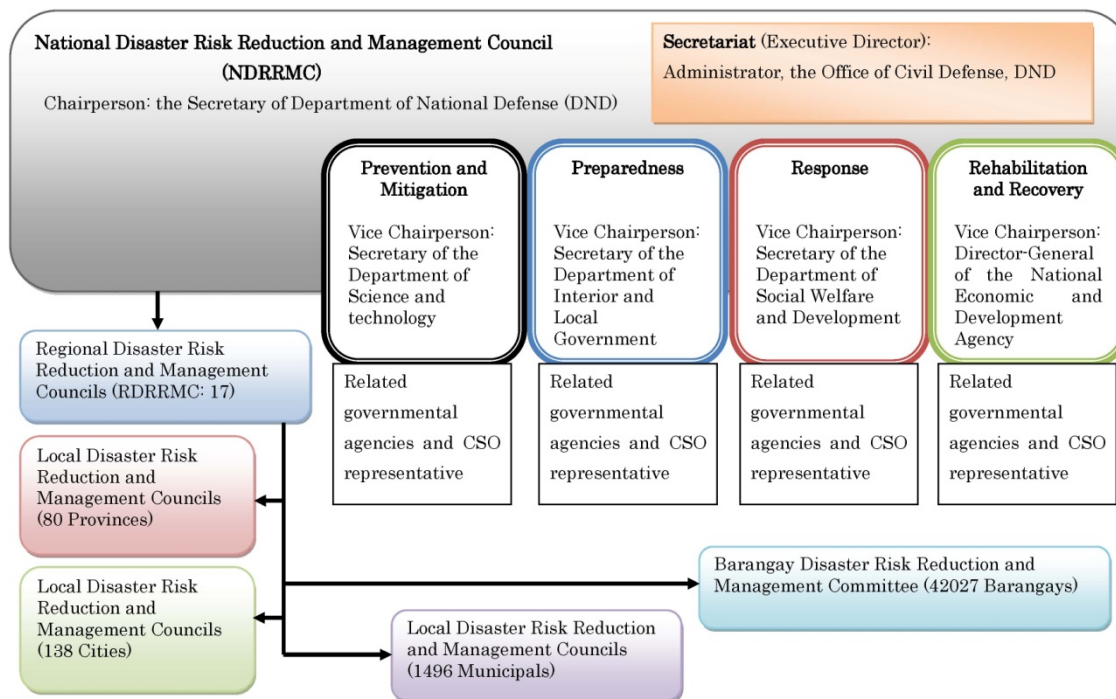 National Disaster Risk Reduction and Management Council
(NDRRMC)
Chairperson: the Secretary of Department of National Defense (DND)
Secretariat (Executive Director):
Administrator, the Office of Civil Defense, DND
Prevention and
Mitigation
Vice Chairperson:
Secretary of the
Department of
Science and
technology
Preparedness
Vice Chairperson:
Secretary of the
Department of
Interior and
Local
Government
Response
Vice Chairperson:
Secretary of the
Department of
Social Welfare
and Development
Rehabilitation
and Recovery
Vice Chairperson:
Director-General
of the National
Economic and
Development
Agency
Related
governmental
agencies and CSO
representative
Related
governmental
agencies and CSO
representative
Related
governmental
agencies and CSO
representative
Related
governmental
agencies and CSO
representative
Regional Disaster Risk
Reduction and Management
Councils (RDRRMC: 17)
Local Disaster Risk
Reduction and
Management Councils
(80 Provinces)
Local Disaster Risk
Reduction and
Management Councils
(138 Cities)
Local Disaster Risk Reduction
and Management Councils
(1496 Municipals)
Barangay Disaster Risk Reduction and
Management Committee (42027 Barangays)